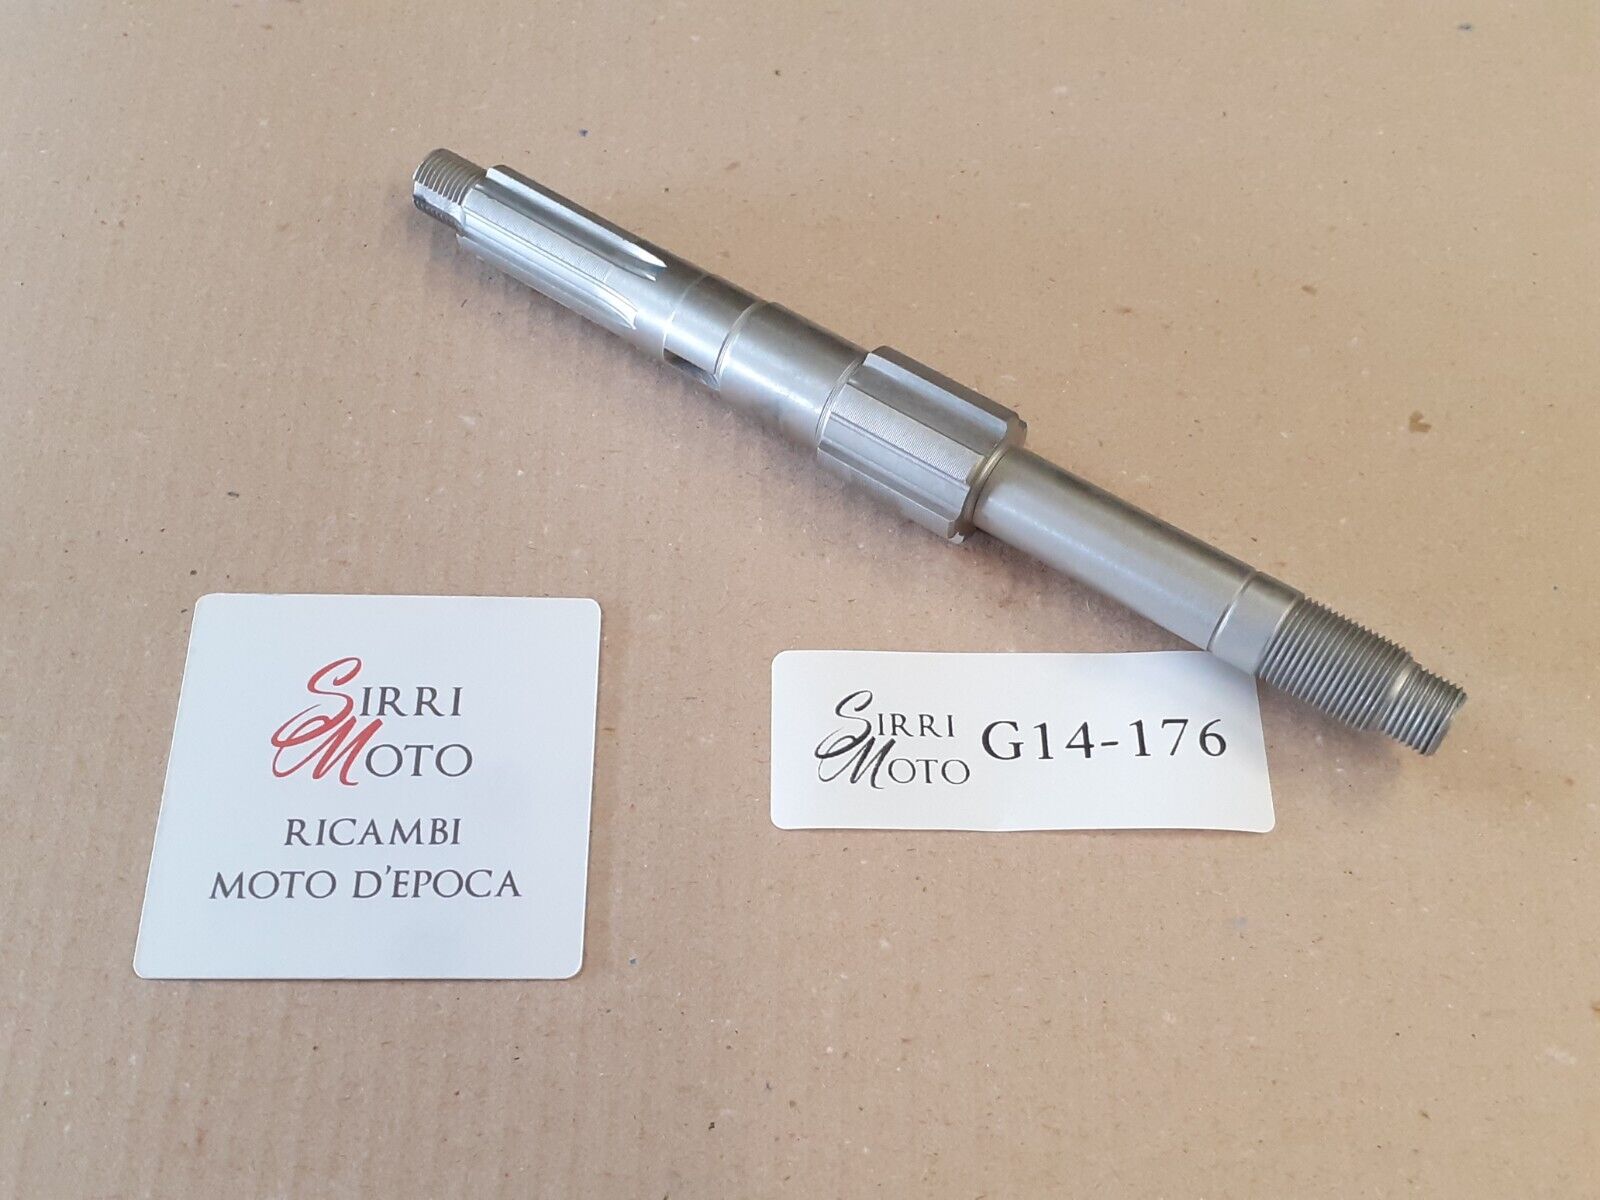 SIRRI
MOTO
RICAMBI
MOTO D'EPOCA
SIRRI
MOTO
G14-176